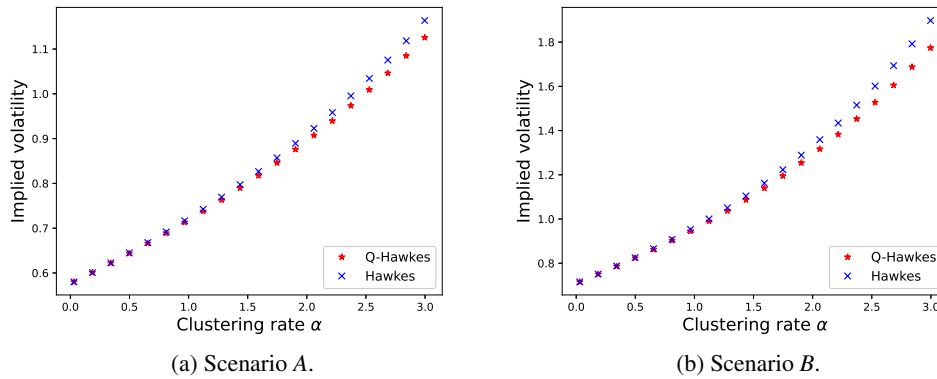 Implied volatility
1.1
1.0
0.9
0.8
0.7
0.6
Q-Hawkes
Hawkes
0.0 0.5 1.0 1.5 2.0 2.5 3.0
Clustering rate α
(a) Scenario A.
Implied volatility
1.8
1.6
1.4
1.2
1.0
0.8
Q-Hawkes
Hawkes
0.0 0.5 1.0 1.5 2.0 2.5 3.0
Clustering rate α
(b) Scenario B.